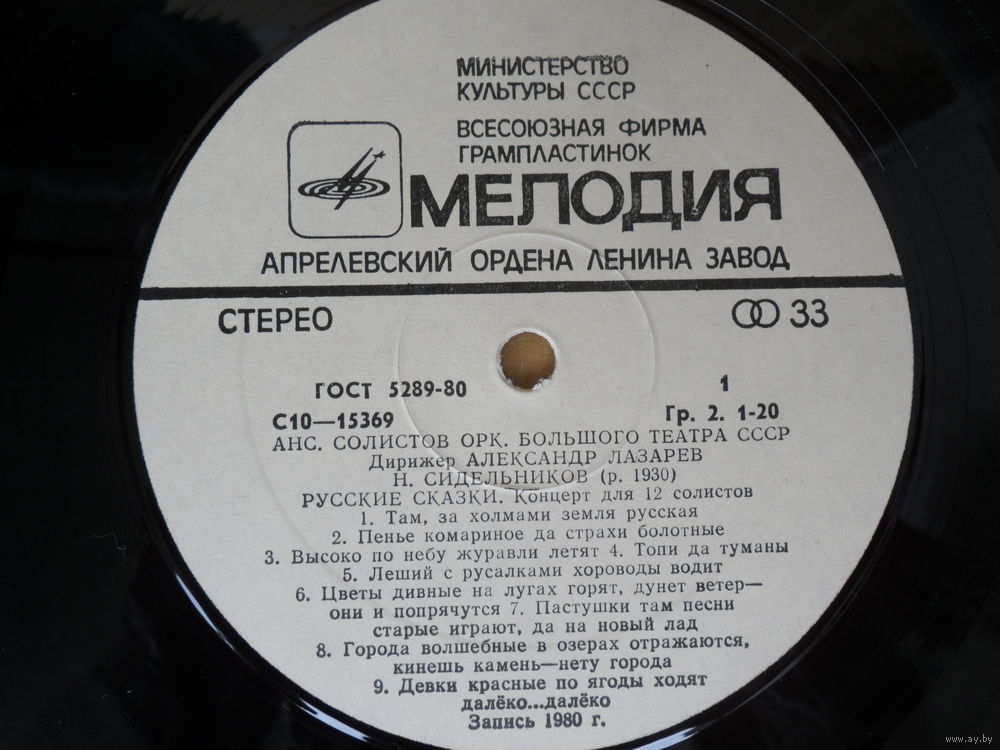 МИНИСТЕРСТВО
КУЛЬТУРЫ СССР
ВСЕСОЮЗНАЯ ФИРМА
ГРАМПЛАСТИНОК
МЕЛОДИЯ
АПРЕЛЕВСКИЙ ОРДЕНА ЛЕНИНА ЗАВОД
СТЕРЕО 33
ГОСТ 5289-80 1
С10—15369 Гр. 2. 1-20
АНС. СОЛИСТОВ ОРК. БОЛЬШОГО ТЕАТРА СССР
Дирижер АЛЕКСАНДР ЛАЗАРЕВ
Н. СИДЕЛЬНИКОВ (р. 1930)
РУССКИЕ СКАЗКИ. Концерт для 12 солистов
1. Там, за холмами земля русская
2. Пенье комариное да страхи болотные
3. Высоко по небу журавли летят 4. Топи да туманы
5. Леший с русалками хороводы водит
6. Цветы дивные на лугах горят, дунет ветер—
они и попрячутся 7. Пастушки там песни
старые играют, да на новый лад
8. Города волшебные в озерах отражаются,
кинешь камень—нету города
9. Девки красные по ягоды ходят
далёко...далёко
Запись 1980 г.
www.ay.by